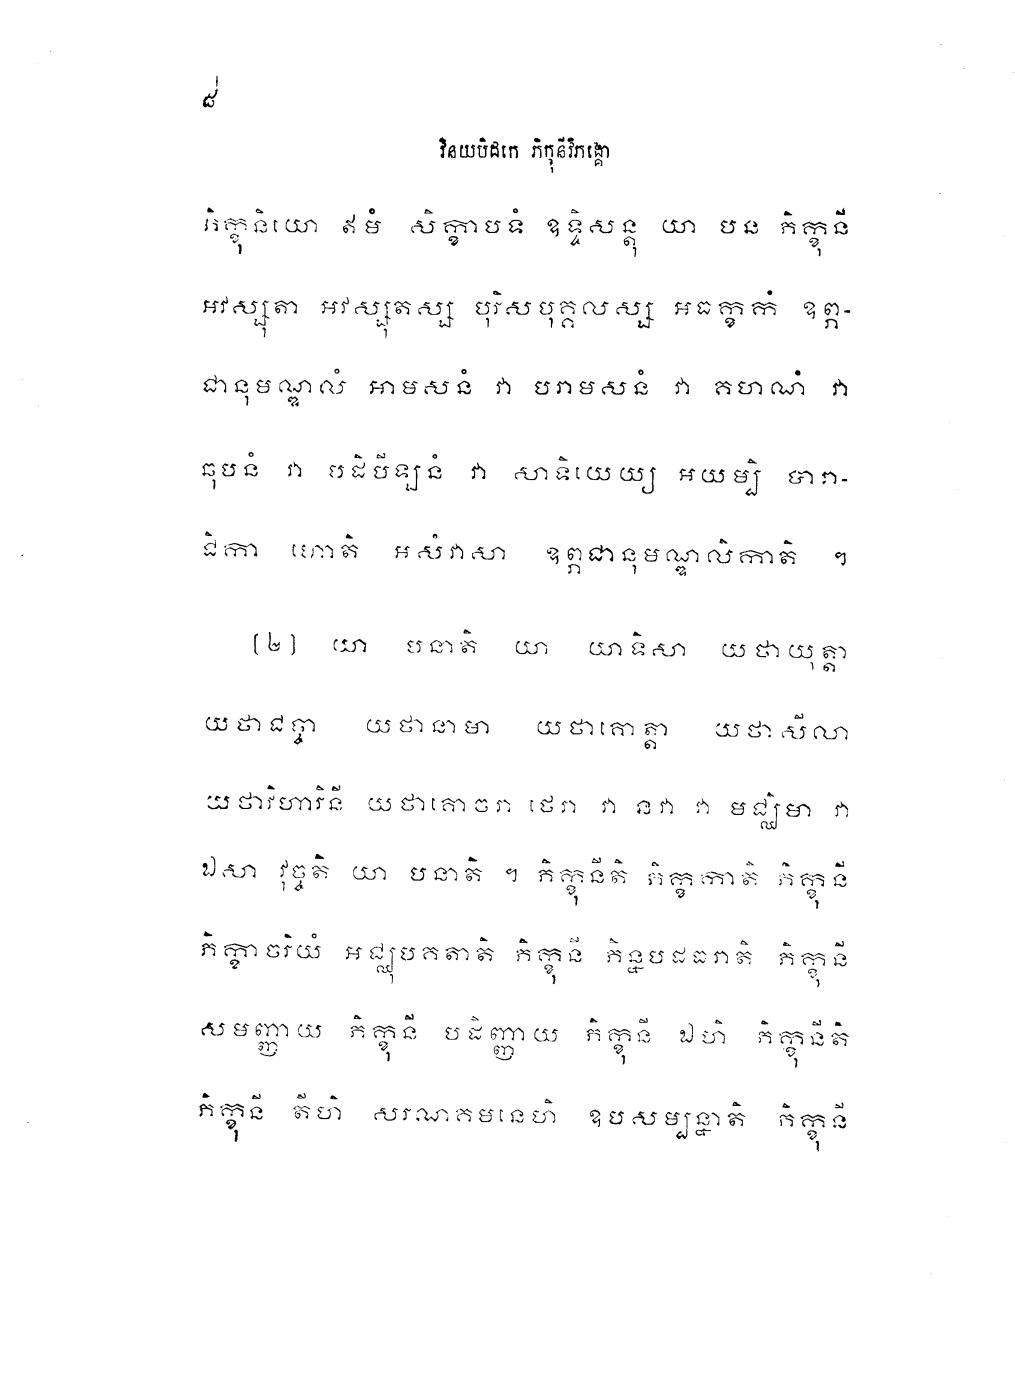 ៨
វិនយបិដកេ ភិក្ខុនីវិភង្គោ
ភិក្ខុនិយោ ឥមំ សិក្ខាបទំ ឧទ្ទិសន្តុ យា បន ភិក្ខុនី
អវស្សុតា អវស្សុតស្ស បុរិសបុគ្គលស្ស អធក្ខកំ ឧព្ភ-
ជានុមណ្ឌលំ អាមសនំ វា បរាមសនំ វា គហណំ វា
ឆុបនំ វា បដិបីឡនំ វា សាទិយេយ្យ អយម្បិ បារា-
ជិកា ហោតិ អសំវាសា ឧព្ភជានុមណ្ឌលិកាតិ ។
[២] យា បនាតិ យា យាទិសា យថាយុត្តា
យថាជច្ចា យថានាមា យថាគោត្តា យថាសីលា
យថាវិហារិនី យថាគោចរា ថេរា វា នវា វា មជ្ឈិមា វា
ឯសា វុច្ចតិ យា បនាតិ ។ ភិក្ខុនីតិ ភិក្ខកាតិ ភិក្ខុនី
ភិក្ខាចរិយំ អជ្ឈុបគតាតិ ភិក្ខុនី ភិន្នបដធរាតិ ភិក្ខុនី
សមញ្ញាយ ភិក្ខុនី បដិញ្ញាយ ភិក្ខុនី ឯហិ ភិក្ខុនីតិ
ភិក្ខុនី តីហិ សរណគមនេហិ ឧបសម្បន្នាតិ ភិក្ខុនី